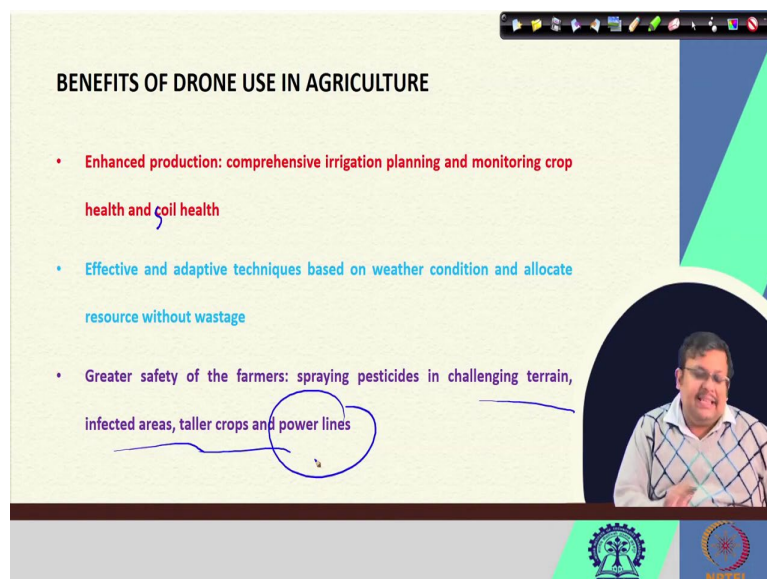 BENEFITS OF DRONE USE IN AGRICULTURE
• Enhanced production: comprehensive irrigation planning and monitoring crop
health and soil health
• Effective and adaptive techniques based on weather condition and allocate
resource without wastage
• Greater safety of the farmers: spraying pesticides in challenging terrain,
infected areas, taller crops and power lines
NPTEL